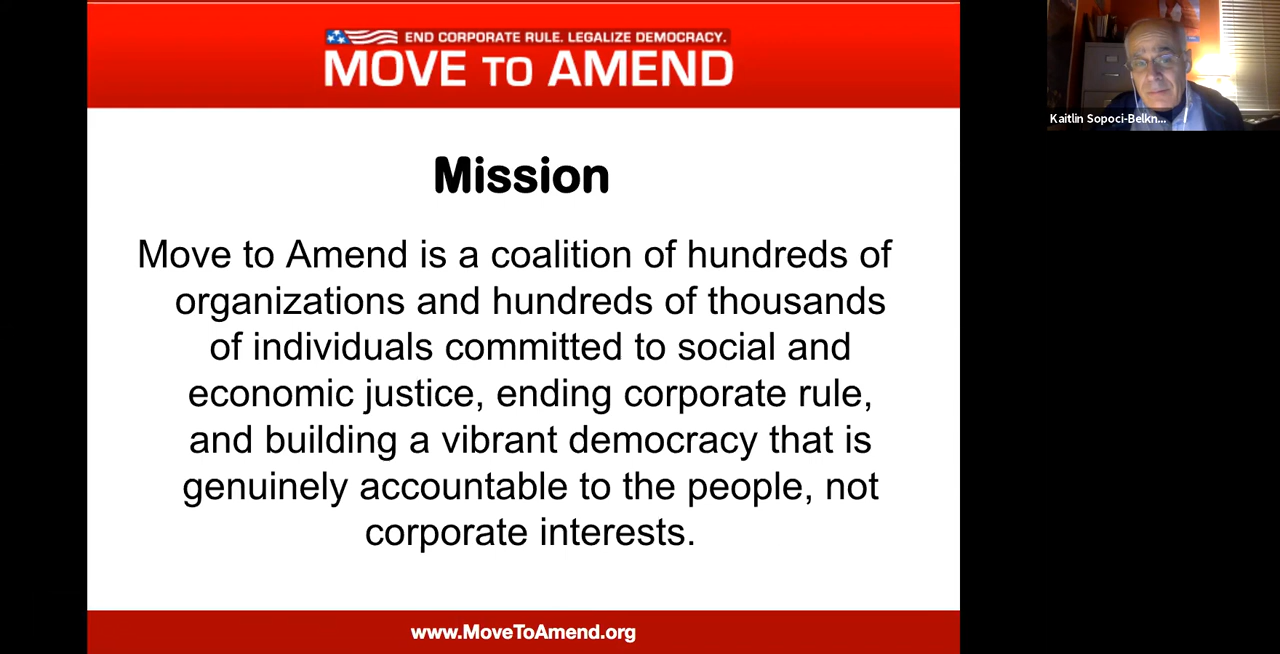 END CORPORATE RULE. LEGALIZE DEMOCRACY.
MOVE TO AMEND
Kaitlin Sopoci-Belkn...
Mission
Move to Amend is a coalition of hundreds of
organizations and hundreds of thousands
of individuals committed to social and
economic justice, ending corporate rule,
and building a vibrant democracy that is
genuinely accountable to the people, not
corporate interests.
www.MoveToAmend.org